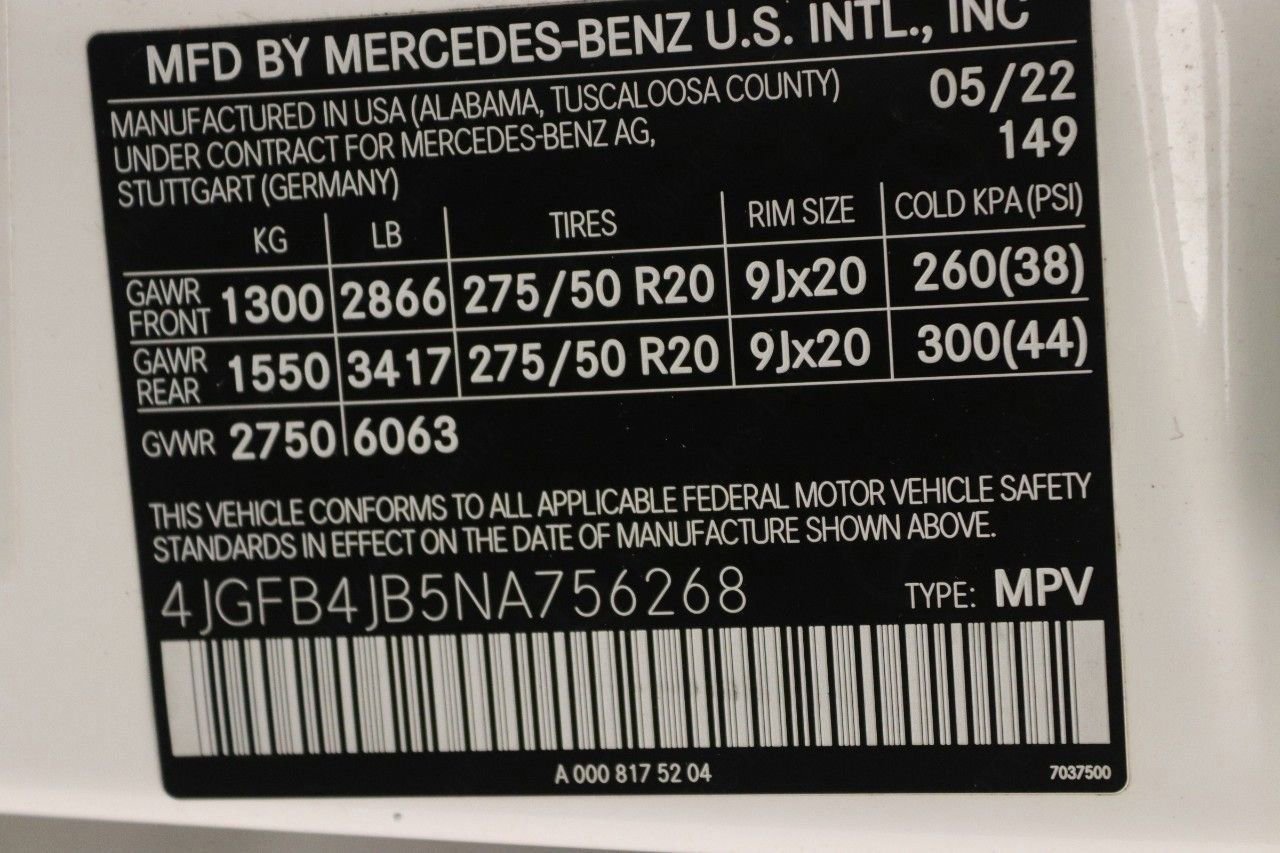 MFD BY MERCEDES-BENZ U.S. INTL., INC
MANUFACTURED IN USA (ALABAMA, TUSCALOOSA COUNTY) 05/22
UNDER CONTRACT FOR MERCEDES-BENZ AG, 149
STUTTGART (GERMANY)
KG LB TIRES RIM SIZE COLD KPA (PSI)
GAWR FRONT 1300 2866 275/50 R20 9Jx20 260(38)
GAWR REAR 1550 3417 275/50 R20 9Jx20 300(44)
GVWR 2750 6063
THIS VEHICLE CONFORMS TO ALL APPLICABLE FEDERAL MOTOR VEHICLE SAFETY
STANDARDS IN EFFECT ON THE DATE OF MANUFACTURE SHOWN ABOVE.
4JGFB4JB5NA756268 TYPE: MPV
A 000 817 52 04 7037500